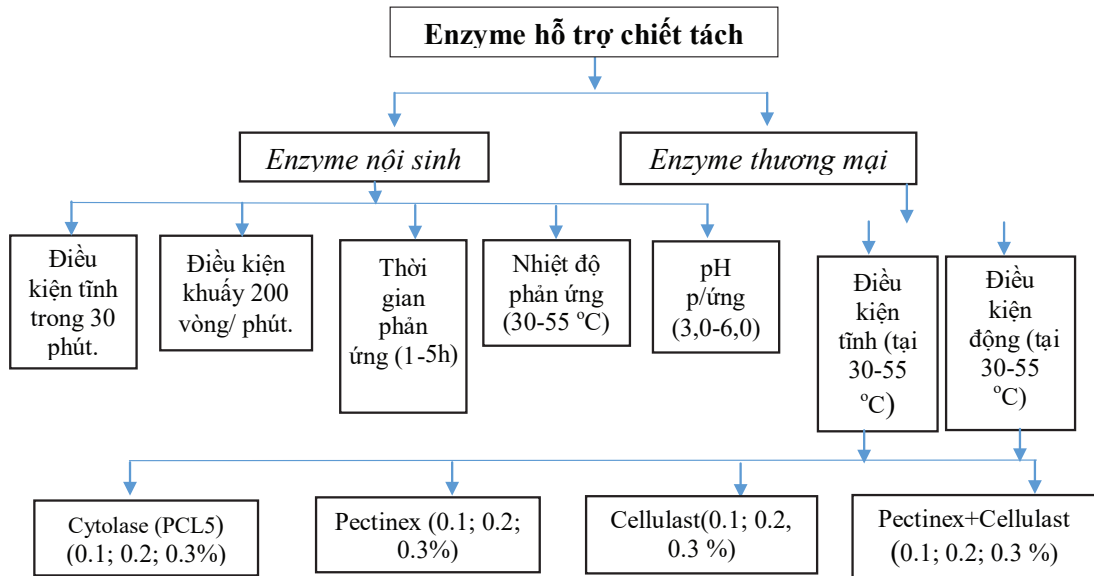 Enzyme hỗ trợ chiết tách
Enzyme nội sinh
Enzyme thương mại
Điều
kiện tĩnh
trong 30
phút.
Điều kiện
khuấy 200
vòng/ phút.
Thời
gian
phản
ứng (1-5h)
Nhiệt độ
phản ứng
(30-55 °C)
pH
p/ứng
(3,0-6,0)
Điều
kiện
tĩnh (tại
30-55
°C)
Điều
kiện
động (tại
30-55
°C)
Cytolase (PCL5)
(0.1; 0.2; 0.3%)
Pectinex (0.1; 0.2;
0.3%)
Cellulast(0.1; 0.2,
0.3 %)
Pectinex+Cellulast
(0.1; 0.2; 0.3 %)